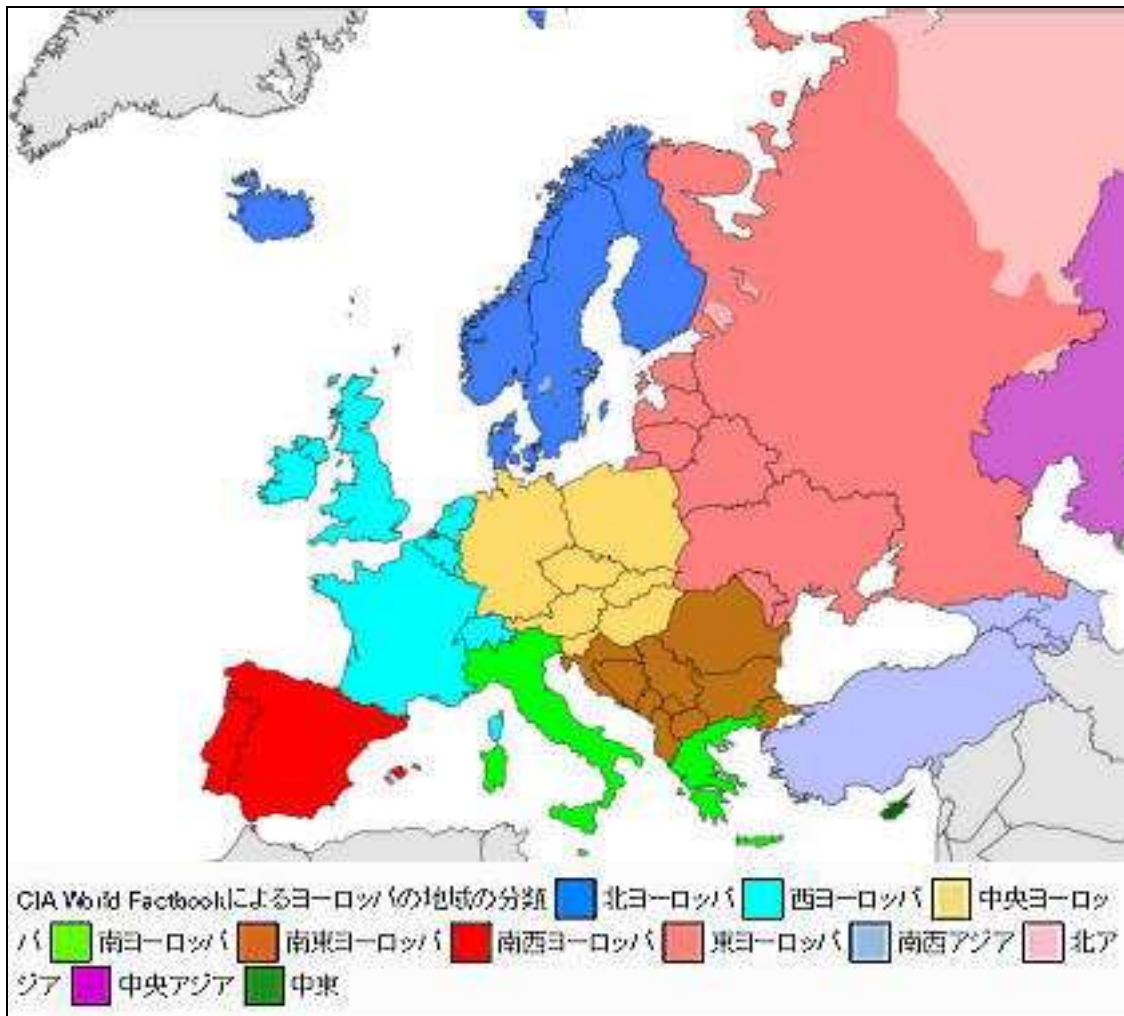 CIA World Factbookによるヨーロッパの地域の分類 北ヨーロッパ 西ヨーロッパ 中央ヨーロッ
パ 南ヨーロッパ 南東ヨーロッパ 南西ヨーロッパ 東ヨーロッパ 南西アジア 北ア
ジア 中央アジア 中東